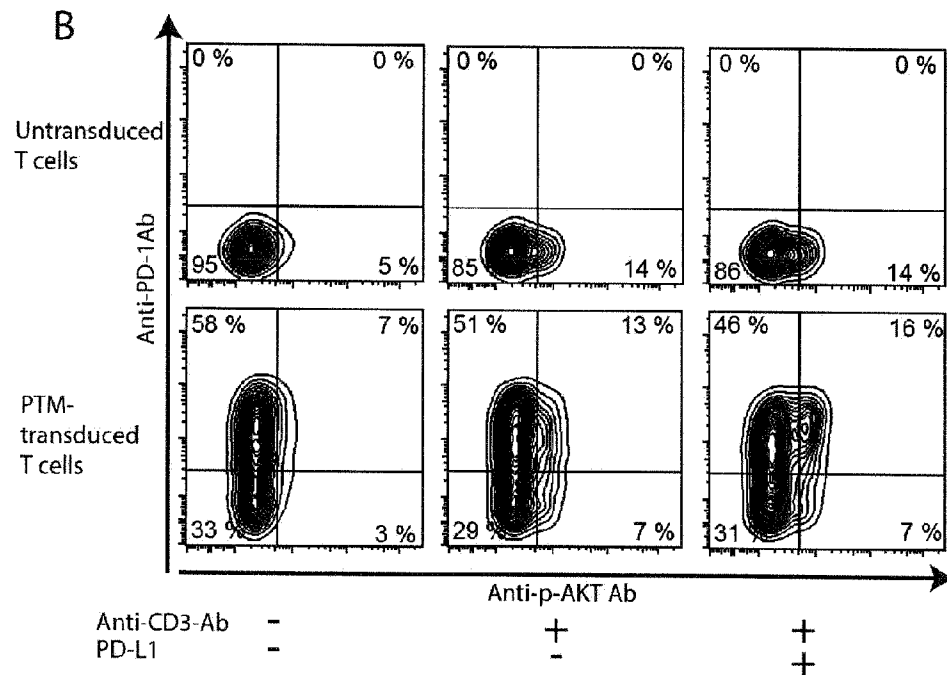 B
Untransduced
T cells
PTM-
transduced
T cells
Anti-PD-1Ab
0 % 0 %
95 5 %
0 % 0 %
85 14 %
0 % 0 %
86 14 %
58 % 7 %
33 % 3 %
51 % 13 %
29 % 7 %
46 % 16 %
31 7 %
Anti-p-AKT Ab
Anti-CD3-Ab - + +
PD-L1 - - +